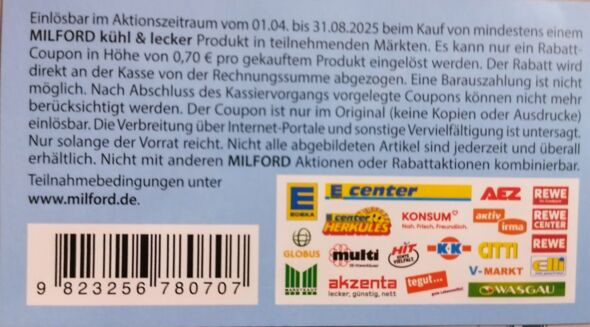 Einlösbar im Aktionszeitraum vom 01.04. bis 31.08.2025 beim Kauf von mindestens einem
MILFORD kühl & lecker Produkt in teilnehmenden Märkten. Es kann nur ein Rabatt-
Coupon in Höhe von 0,70 € pro gekauftem Produkt eingelöst werden. Der Rabatt wird
direkt an der Kasse von der Rechnungssumme abgezogen. Eine Barauszahlung ist nicht
möglich. Nach Abschluss des Kassiervorgangs vorgelegte Coupons können nicht mehr
berücksichtigt werden. Der Coupon ist nur im Original (keine Kopien oder Ausdrucke)
einlösbar. Die Verbreitung über Internet-Portale und sonstige Vervielfältigung ist untersagt.
Nur solange der Vorrat reicht. Nicht alle abgebildeten Artikel sind jederzeit und überall
erhältlich. Nicht mit anderen MILFORD Aktionen oder Rabattaktionen kombinierbar.
Teilnahmebedingungen unter
www.milford.de.
9 823256 780707
E EDEKA
E center
AEZ
REWE
E center HERKULES
KONSUM
Nah. Frisch. Freundlich.
aktiv irma
REWE CENTER
GLOBUS
multi
HIT
K+K
CITTI
REWE
V-MARKT
elli
MARKTKAUF
akzenta
lecker, günstig, nett
tegut...
gute Lebensmittel
WASGAU